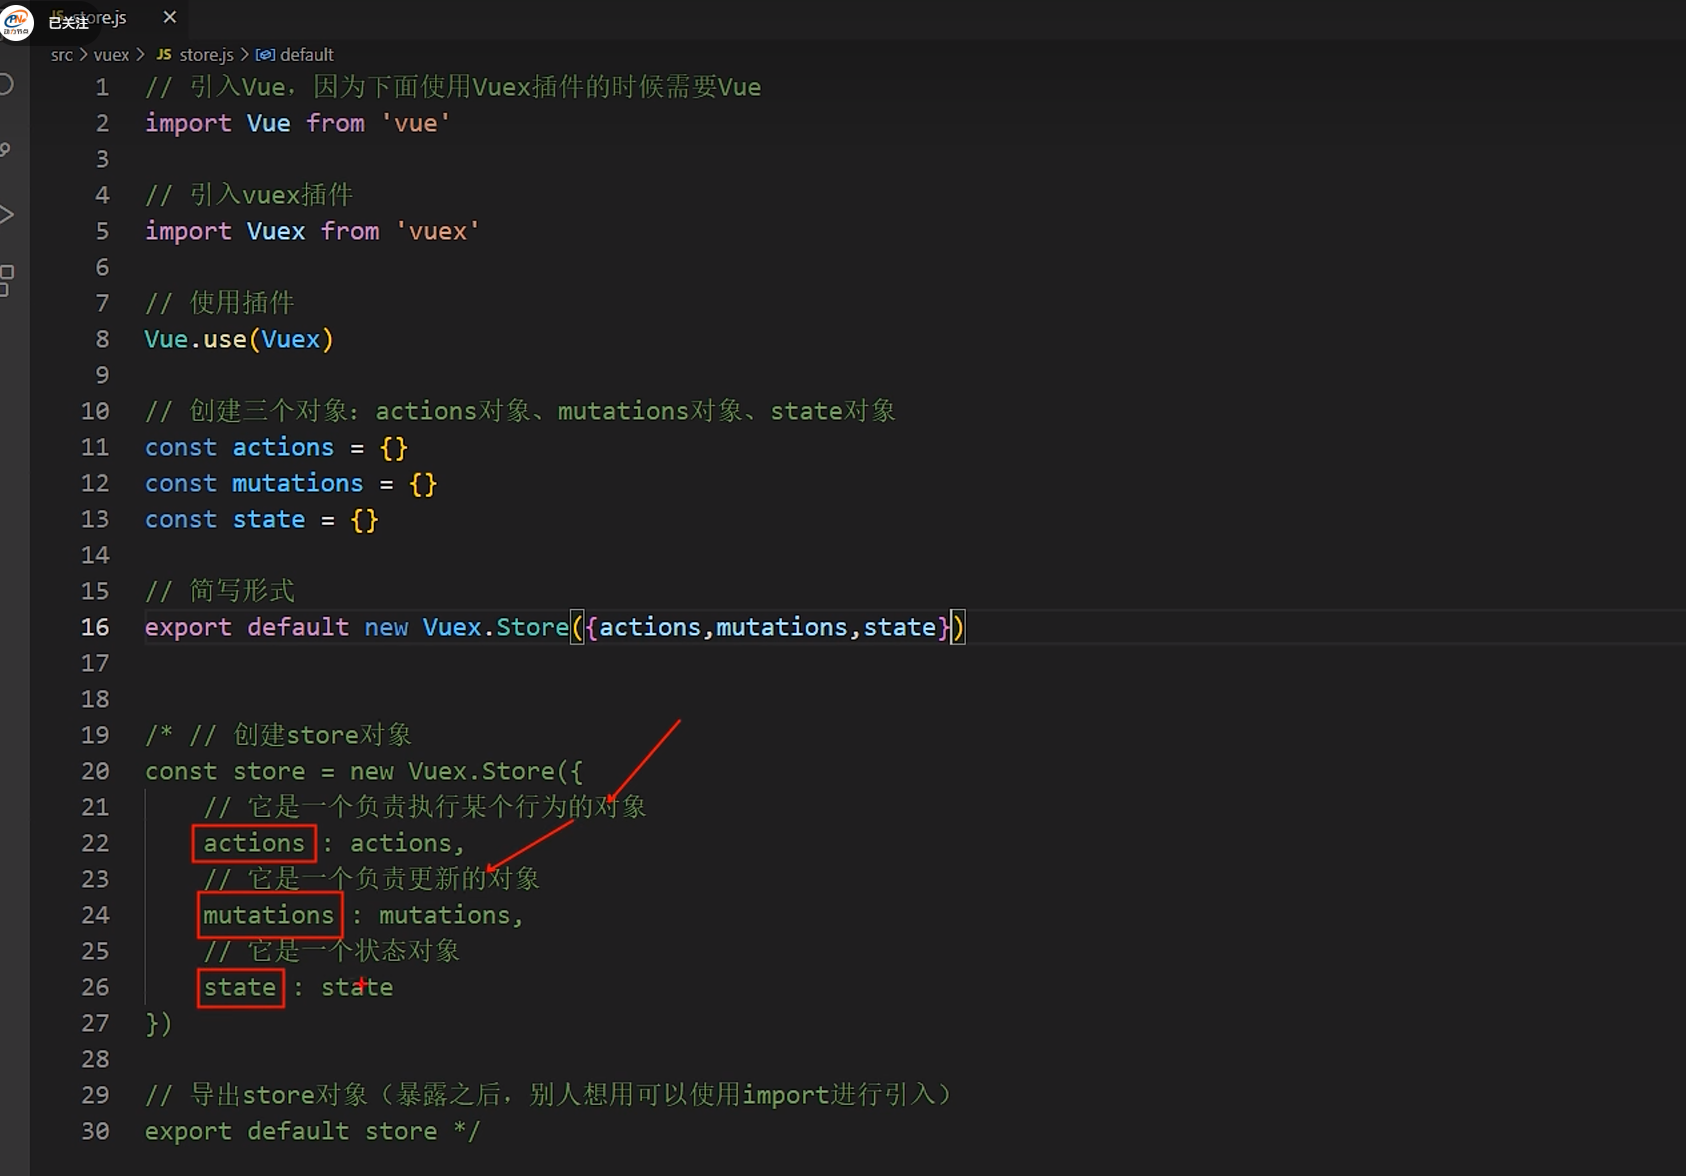 已关注
store.js ×
src > vuex > JS store.js > default
1 // 引入Vue，因为下面使用Vuex插件的时候需要Vue
2 import Vue from 'vue'
3
4 // 引入vuex插件
5 import Vuex from 'vuex'
6
7 // 使用插件
8 Vue.use(Vuex)
9
10 // 创建三个对象：actions对象、mutations对象、state对象
11 const actions = {}
12 const mutations = {}
13 const state = {}
14
15 // 简写形式
16 export default new Vuex.Store({actions,mutations,state})
17
18
19 /* // 创建store对象
20 const store = new Vuex.Store({
21 // 它是一个负责执行某个行为的对象
22 actions : actions,
23 // 它是一个负责更新的对象
24 mutations : mutations,
25 // 它是一个状态对象
26 state : state
27 })
28
29 // 导出store对象（暴露之后，别人想用可以使用import进行引入）
30 export default store */